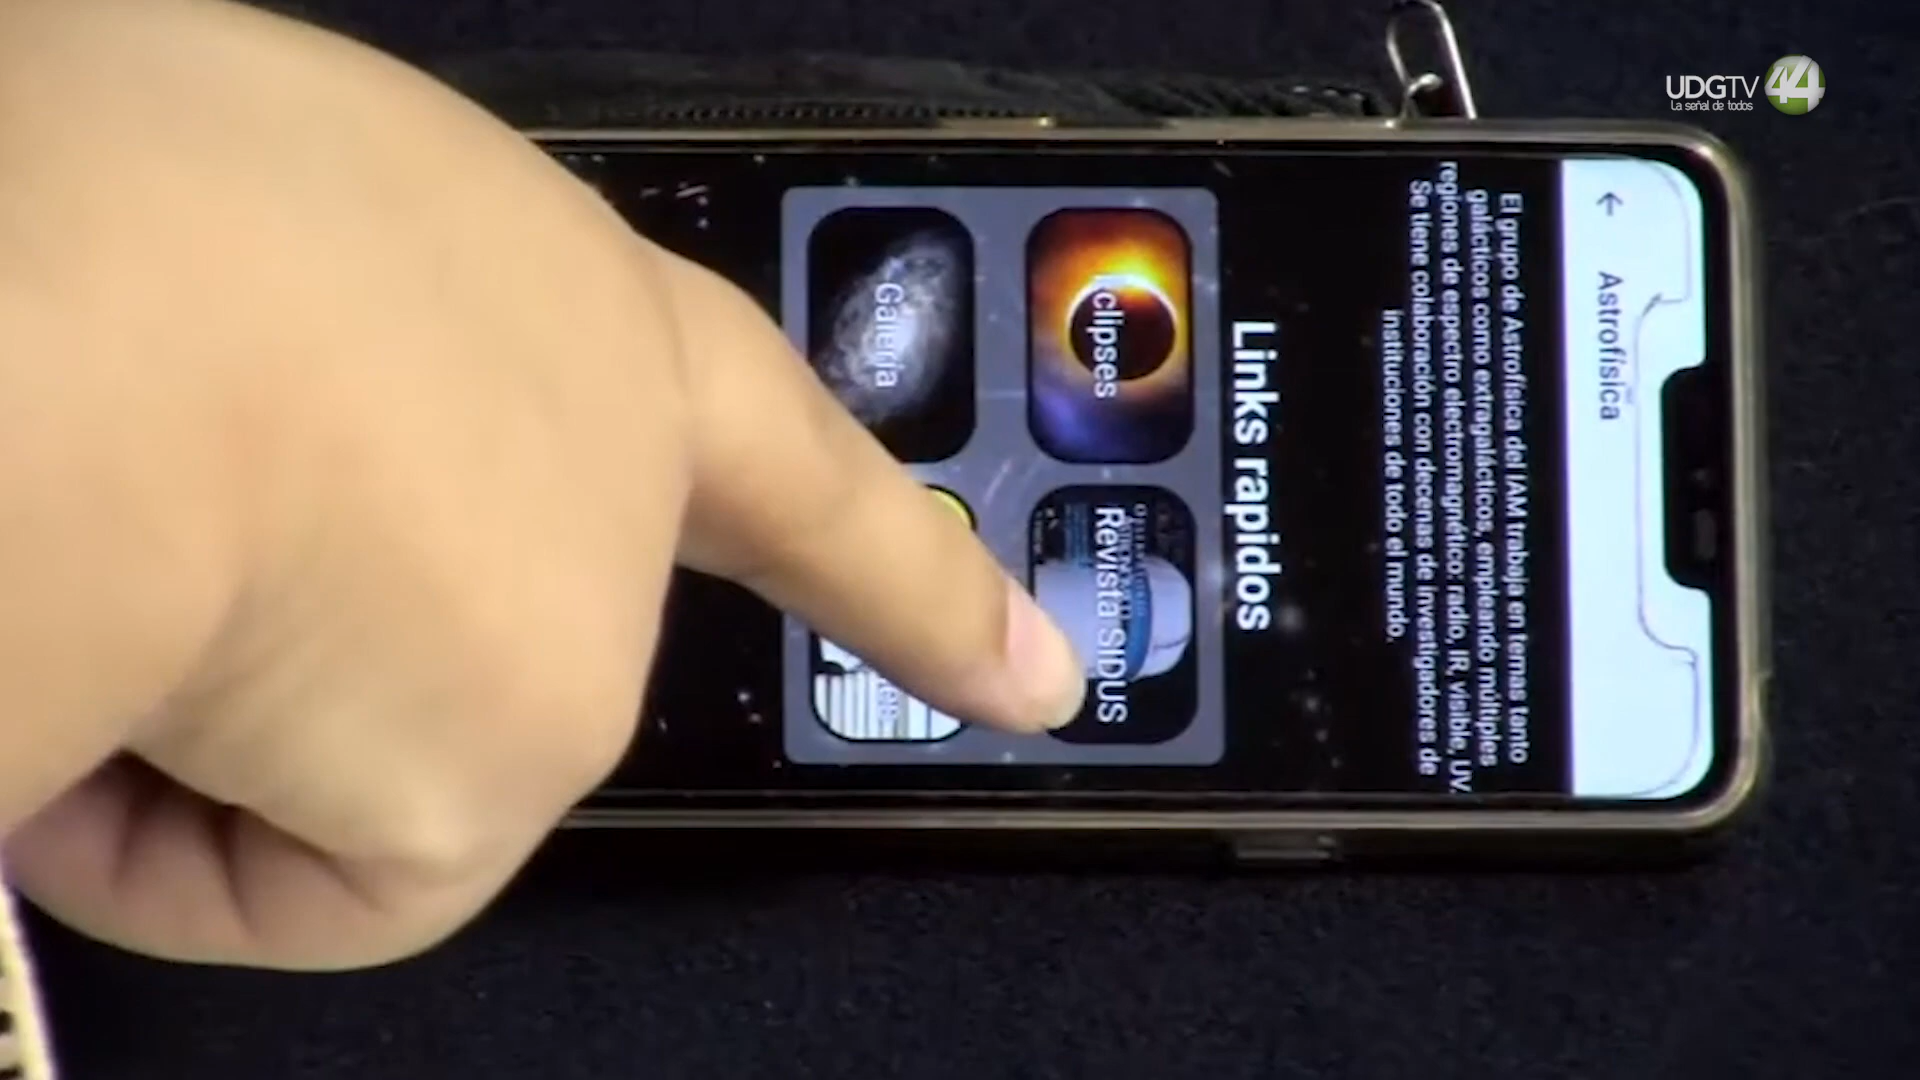 UDGTV 44
La señal de todos
← Astrofísica
El grupo de Astrofísica del IAM trabaja en temas tanto
galácticos como extragalácticos, empleando múltiples
regiones de espectro electromagnético: radio, IR, visible, UV.
Se tiene colaboración con decenas de investigadores de
instituciones de todo el mundo.
Links rapidos
clipses
Revista SIDUS
Galería